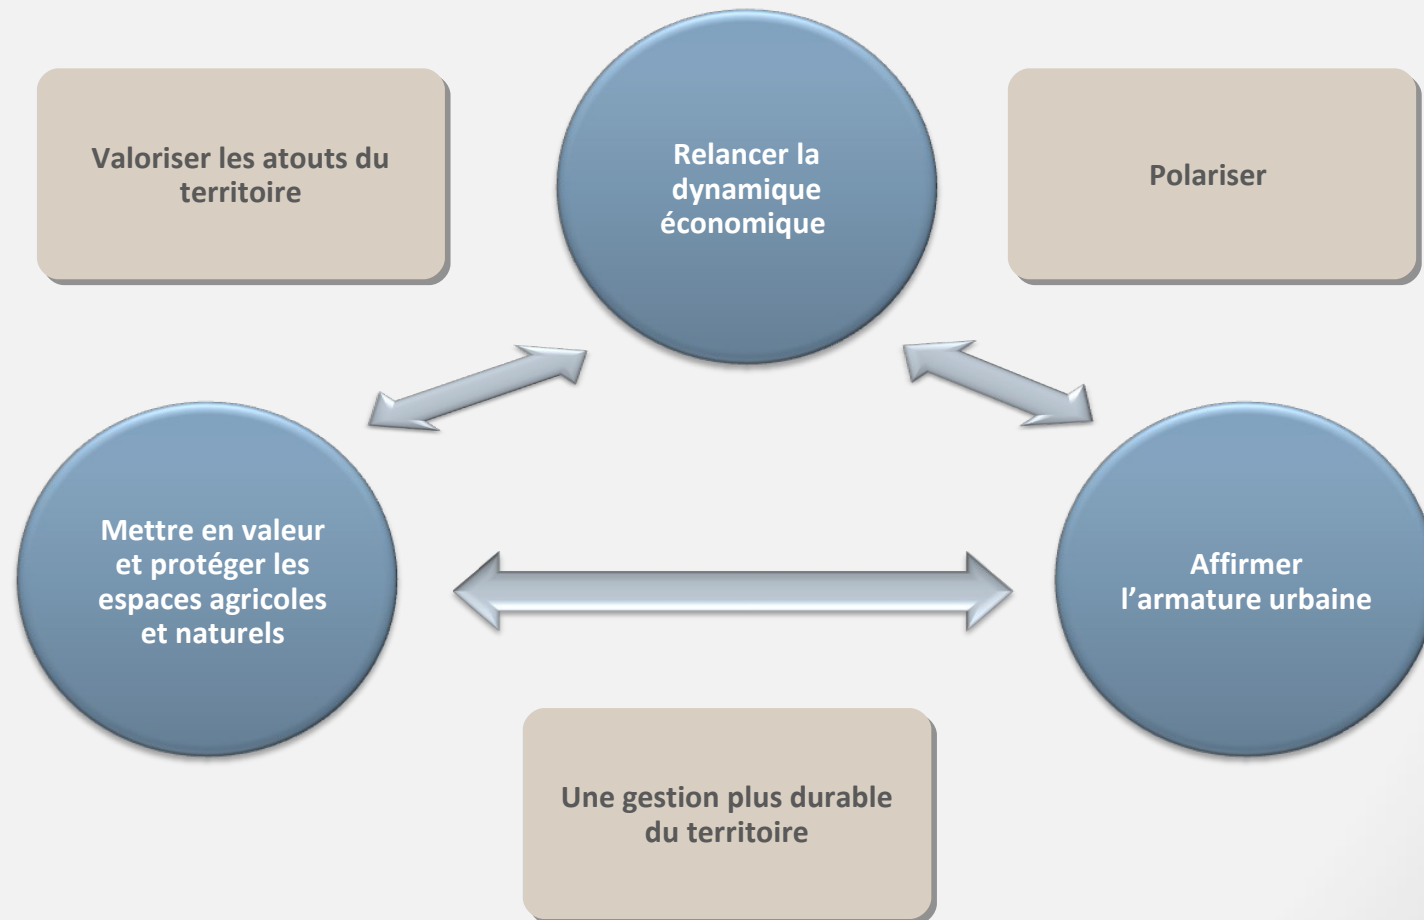 Valoriser les atouts du
territoire
Relancer la
dynamique
économique
Polariser
Mettre en valeur
et protéger les
espaces agricoles
et naturels
Affirmer
l’armature urbaine
Une gestion plus durable
du territoire